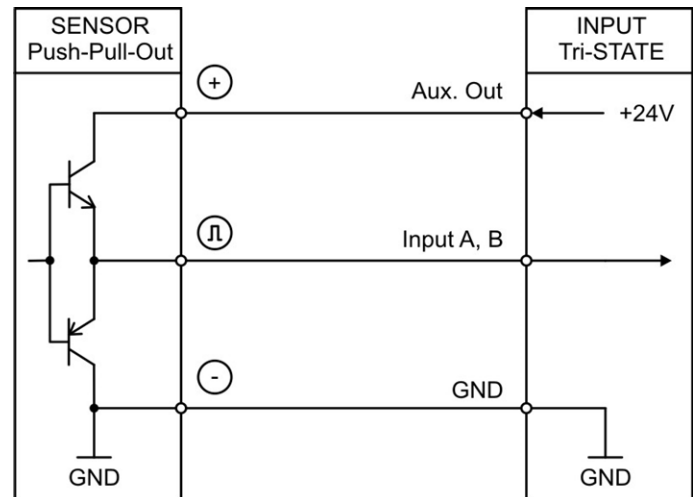 SENSOR
Push-Pull-Out
INPUT
Tri-STATE
+
Aux. Out
+24V
Input A, B
-
GND
GND
GND